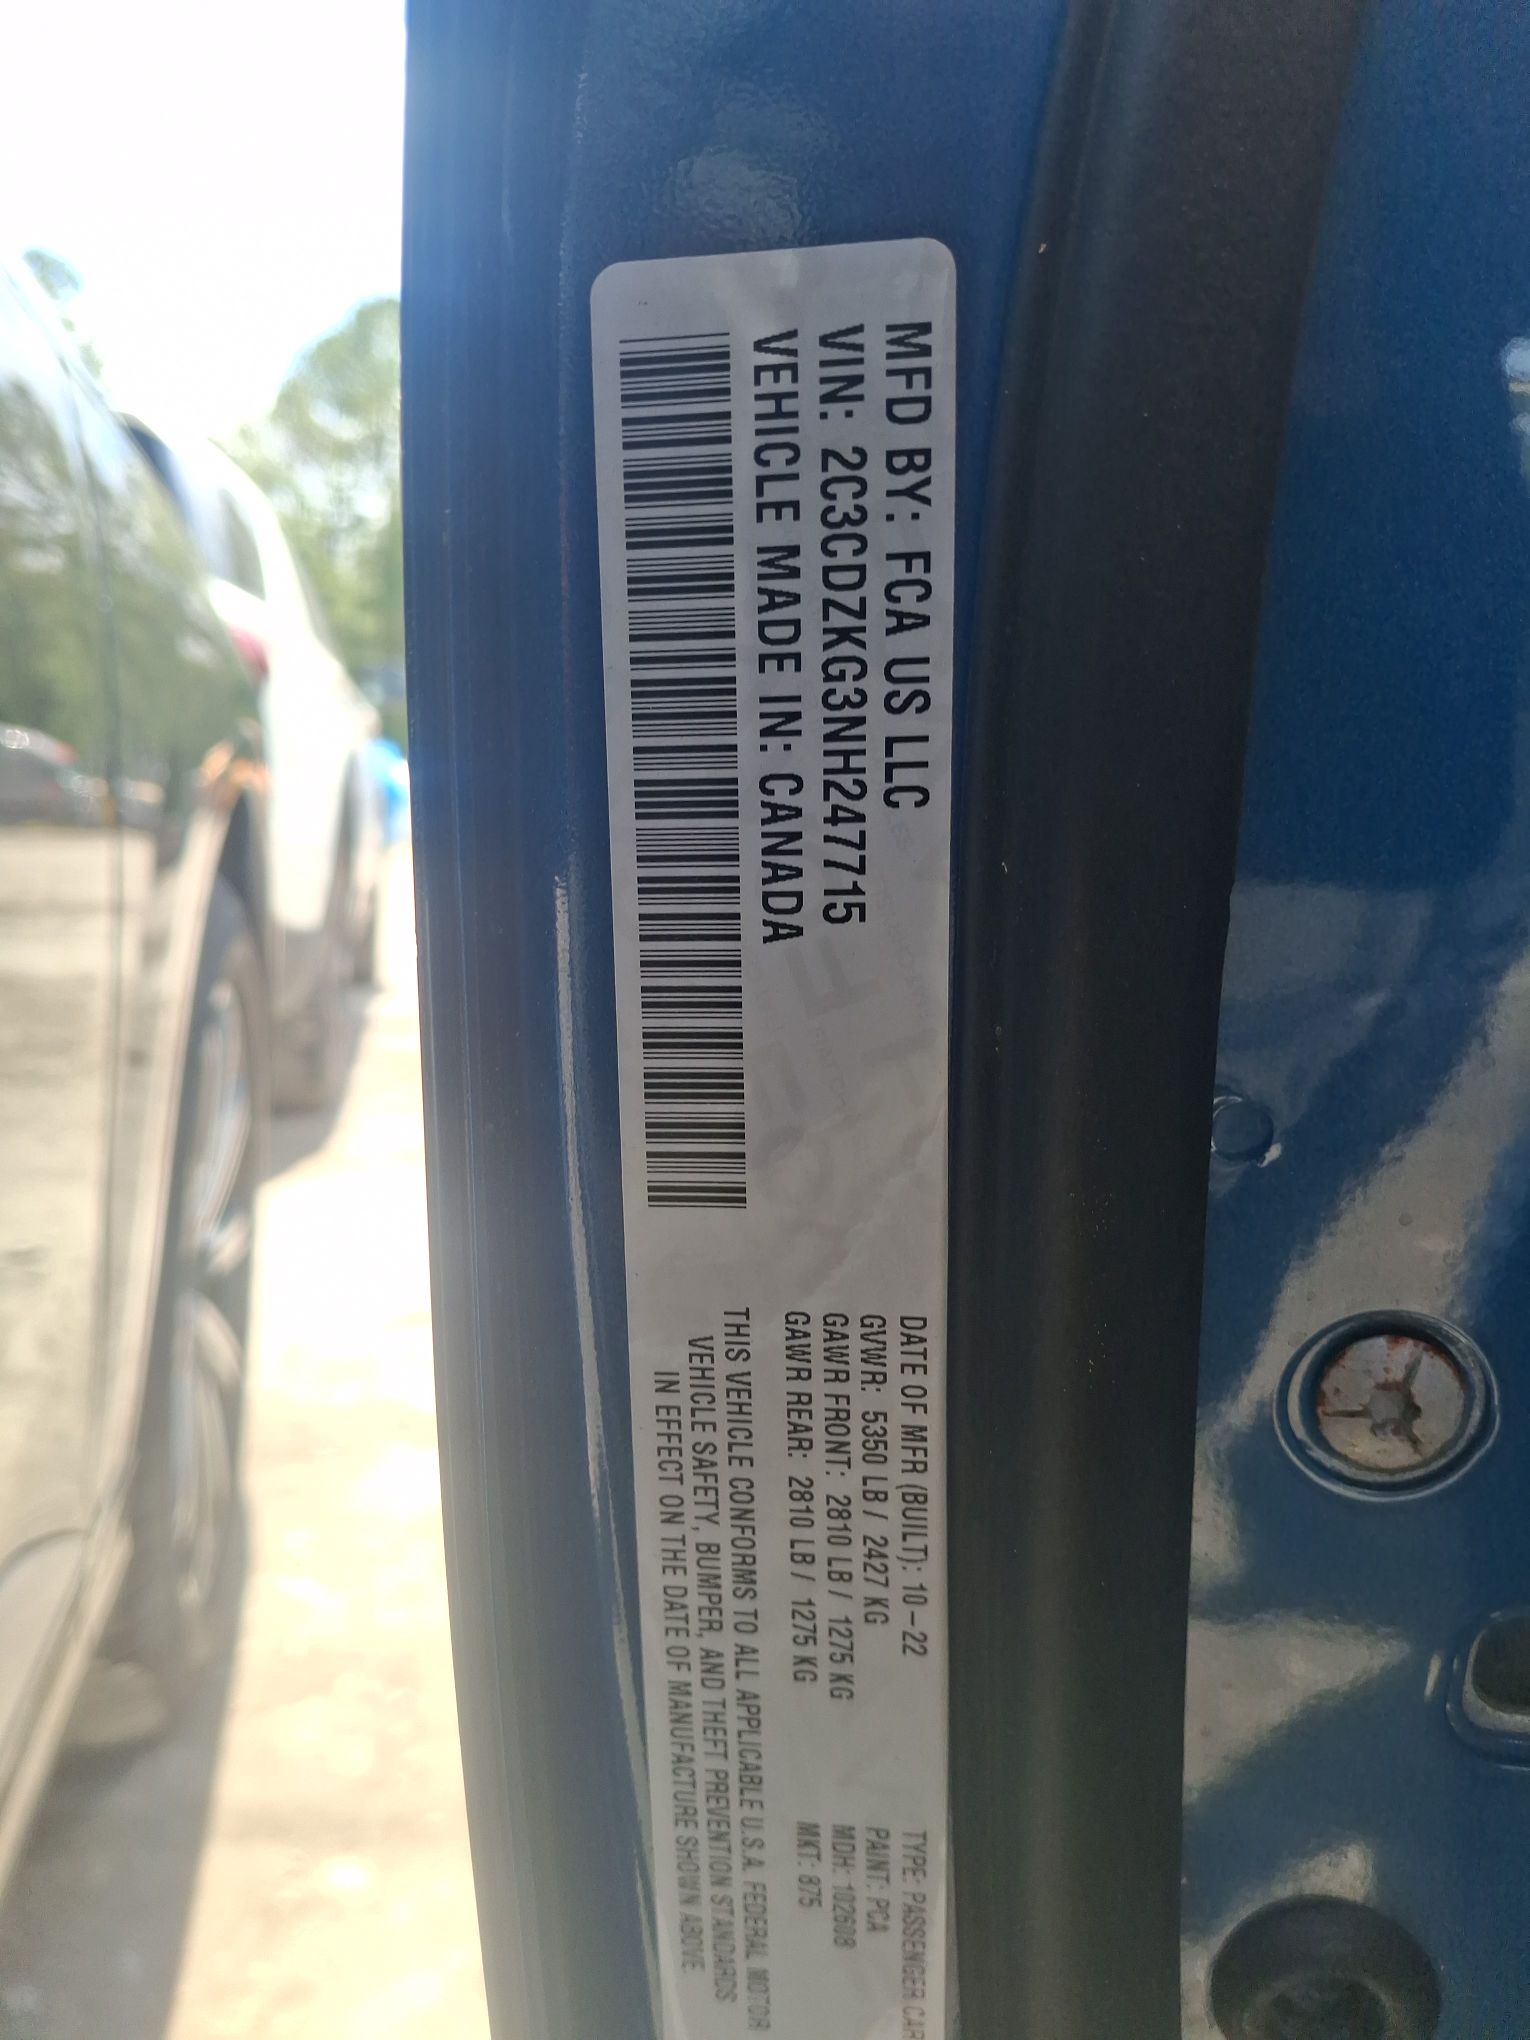 MFD BY: FCA US LLC
VIN: 2C3CDZKG3NH247715
VEHICLE MADE IN: CANADA
DATE OF MFR (BUILT): 10-22
GVWR: 5350 LB / 2427 KG
GAWR FRONT: 2810 LB / 1275 KG
GAWR REAR: 2810 LB / 1275 KG
TYPE: PASSENGER CAR
PAINT: PCA
MDH: 102608
MKT: 875
THIS VEHICLE CONFORMS TO ALL APPLICABLE U.S.A. FEDERAL MOTOR
VEHICLE SAFETY, BUMPER, AND THEFT PREVENTION STANDARDS
IN EFFECT ON THE DATE OF MANUFACTURE SHOWN ABOVE.